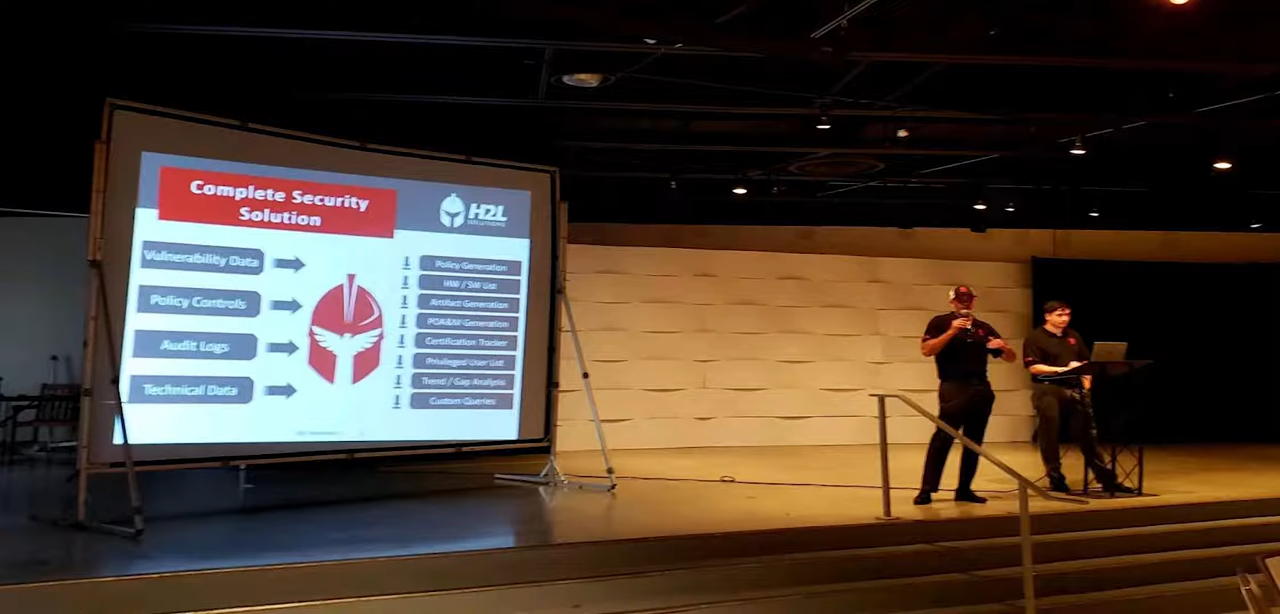 Complete Security
Solution
H2L
SOLUTIONS
Vulnerability Data
Policy Controls
Audit Logs
Technical Data
Policy Generation
HW / SW List
Artifact Generation
POA&M Generation
Certification Tracker
Privileged User List
Trend / Gap Analysis
Custom Queries